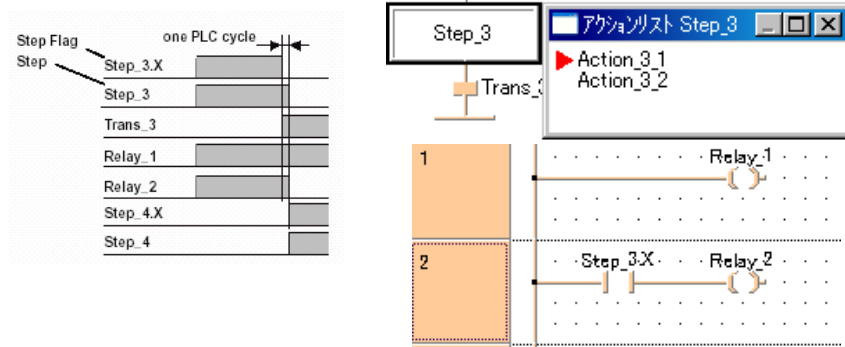 one PLC cycle
Step Flag
Step
Step_3.X
Step_3
Trans_3
Relay_1
Relay_2
Step_4.X
Step_4
Step_3
Trans_3
アクションリスト Step_3
Action_3_1
Action_3_2
1
Relay_1
2
Step_3.X
Relay_2